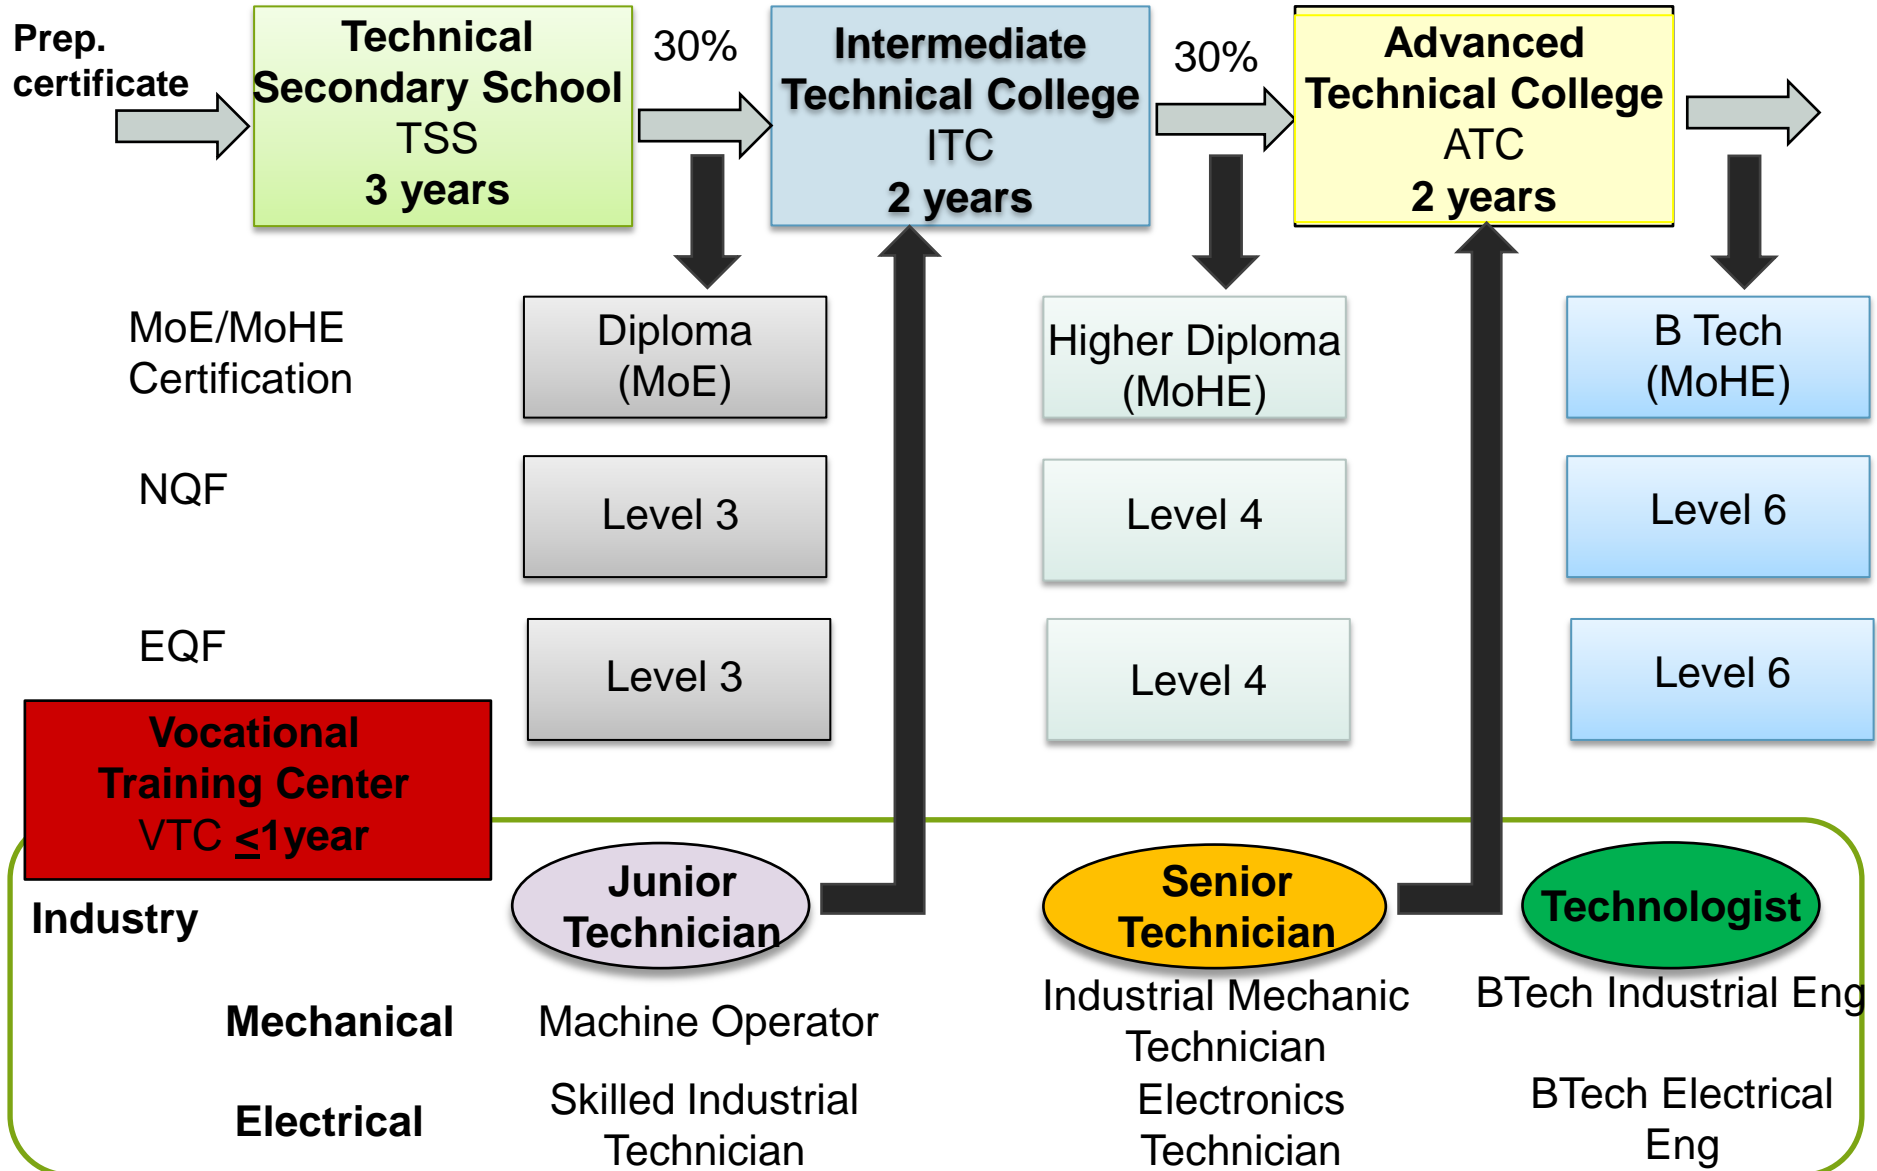 Prep.
certificate
Technical
Secondary School
TSS
3 years
30%
Intermediate
Technical College
ITC
2 years
30%
Advanced
Technical College
ATC
2 years
MoE/MoHE
Certification
Diploma
(MoE)
Higher Diploma
(MoHE)
B Tech
(MoHE)
NQF
Level 3
Level 4
Level 6
EQF
Level 3
Level 4
Level 6
Vocational
Training Center
VTC ≤1year
Industry
Junior
Technician
Senior
Technician
Technologist
Mechanical
Machine Operator
Industrial Mechanic
Technician
BTech Industrial Eng
Electrical
Skilled Industrial
Technician
Electronics
Technician
BTech Electrical
Eng